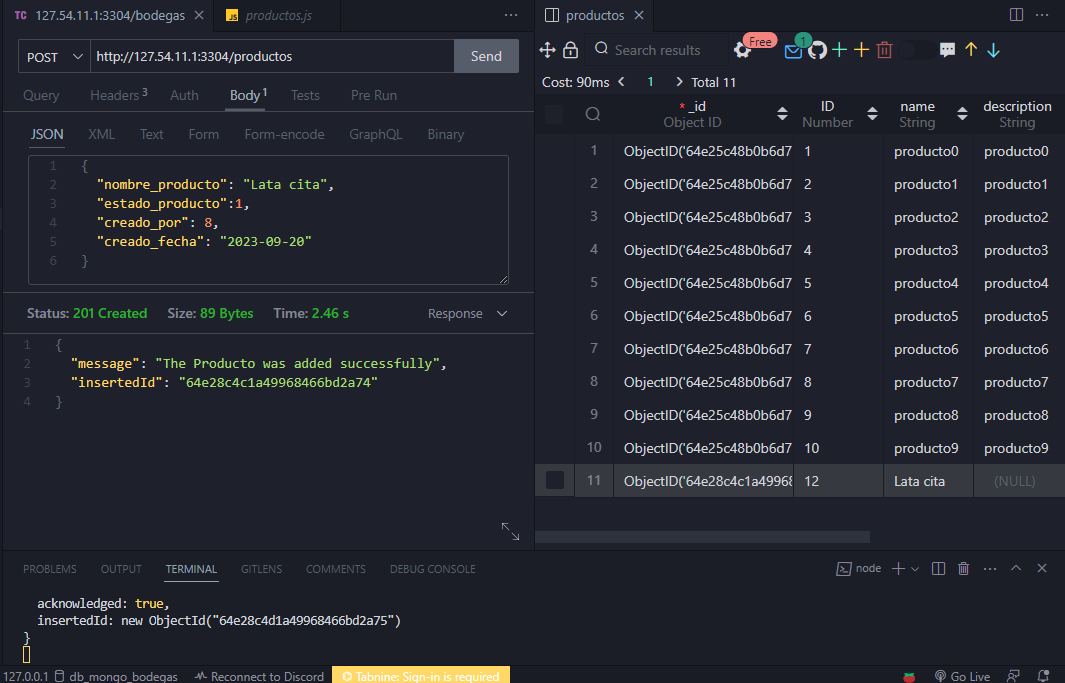 TC 127.54.11.1:3304/bodegas
JS productos.js
POST http://127.54.11.1:3304/productos Send
Query Headers 3 Auth Body 1 Tests Pre Run
JSON XML Text Form Form-encode GraphQL Binary
1 {
2 "nombre_producto": "Lata cita",
3 "estado_producto":1,
4 "creado_por": 8,
5 "creado_fecha": "2023-09-20"
6 }
Status: 201 Created Size: 89 Bytes Time: 2.46 s Response
1 {
2 "message": "The Producto was added successfully",
3 "insertedId": "64e28c4c1a49968466bd2a74"
4 }
productos
Search results Free 1
Cost: 90ms 1 Total 11
* _id ID name description
Object ID Number String String
1 ObjectID('64e25c48b0b6d7 1 producto0 producto0
2 ObjectID('64e25c48b0b6d7 2 producto1 producto1
3 ObjectID('64e25c48b0b6d7 3 producto2 producto2
4 ObjectID('64e25c48b0b6d7 4 producto3 producto3
5 ObjectID('64e25c48b0b6d7 5 producto4 producto4
6 ObjectID('64e25c48b0b6d7 6 producto5 producto5
7 ObjectID('64e25c48b0b6d7 7 producto6 producto6
8 ObjectID('64e25c48b0b6d7 8 producto7 producto7
9 ObjectID('64e25c48b0b6d7 9 producto8 producto8
10 ObjectID('64e25c48b0b6d7 10 producto9 producto9
11 ObjectID('64e28c4c1a4996 12 Lata cita (NULL)
PROBLEMS OUTPUT TERMINAL GITLENS COMMENTS DEBUG CONSOLE node
acknowledged: true,
insertedId: new ObjectId("64e28c4d1a49968466bd2a75")
}
127.0.0.1 db_mongo_bodegas Reconnect to Discord Tabnine: Sign-in is required Go Live